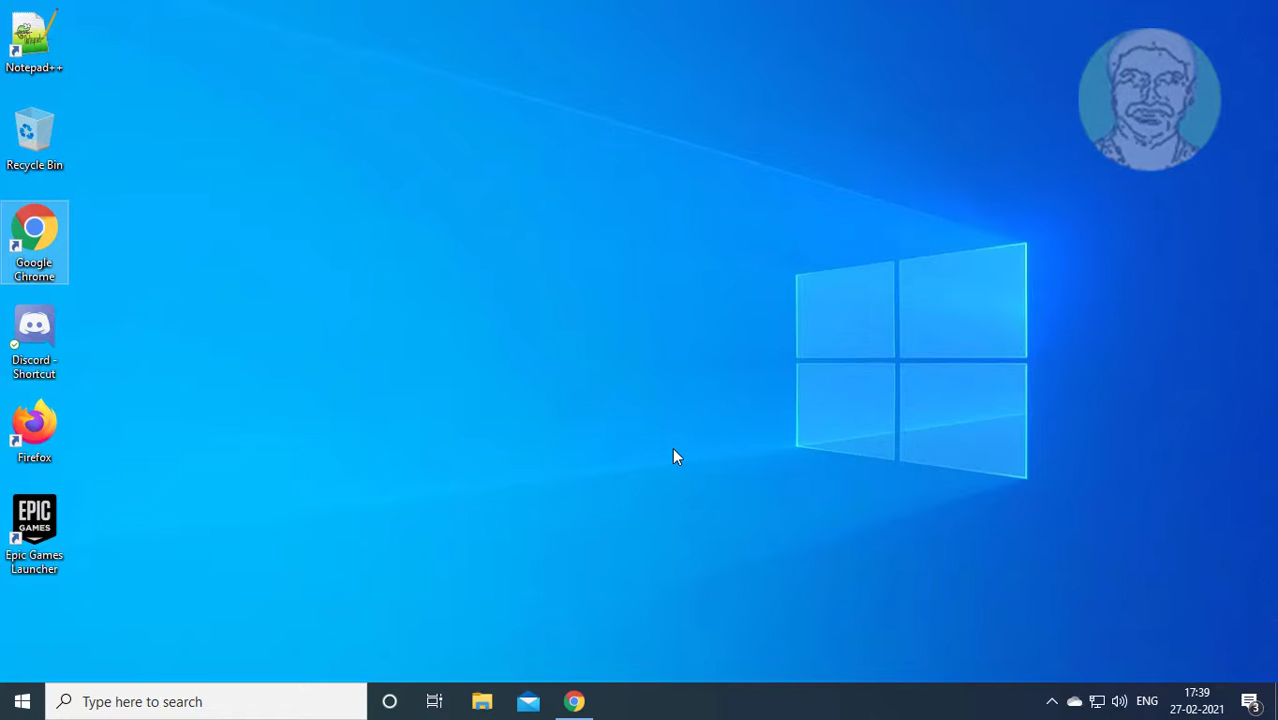 Notepad++
Recycle Bin
Google
Chrome
Discord -
Shortcut
Firefox
EPIC
GAMES
Epic Games
Launcher
Type here to search
ENG
17:39
27-02-2021
3